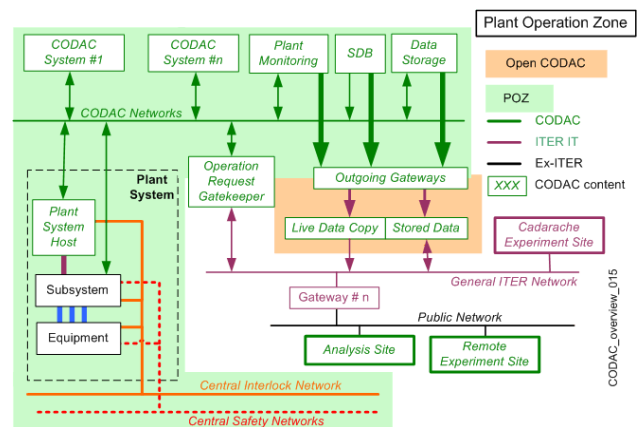 Plant Operation Zone
CODAC
System #1
CODAC
System #n
Plant
Monitoring
SDB
Data
Storage
Open CODAC
POZ
CODAC
ITER IT
Ex-ITER
XXX
CODAC content
CODAC Networks
Plant
System
Operation
Request
Gatekeeper
Outgoing Gateways
Plant
System
Host
Live Data Copy
Stored Data
Cadarache
Experiment Site
General ITER Network
Subsystem
Gateway # n
Public Network
Equipment
Analysis Site
Remote
Experiment Site
Central Interlock Network
Central Safety Networks
CODAC_overview_015